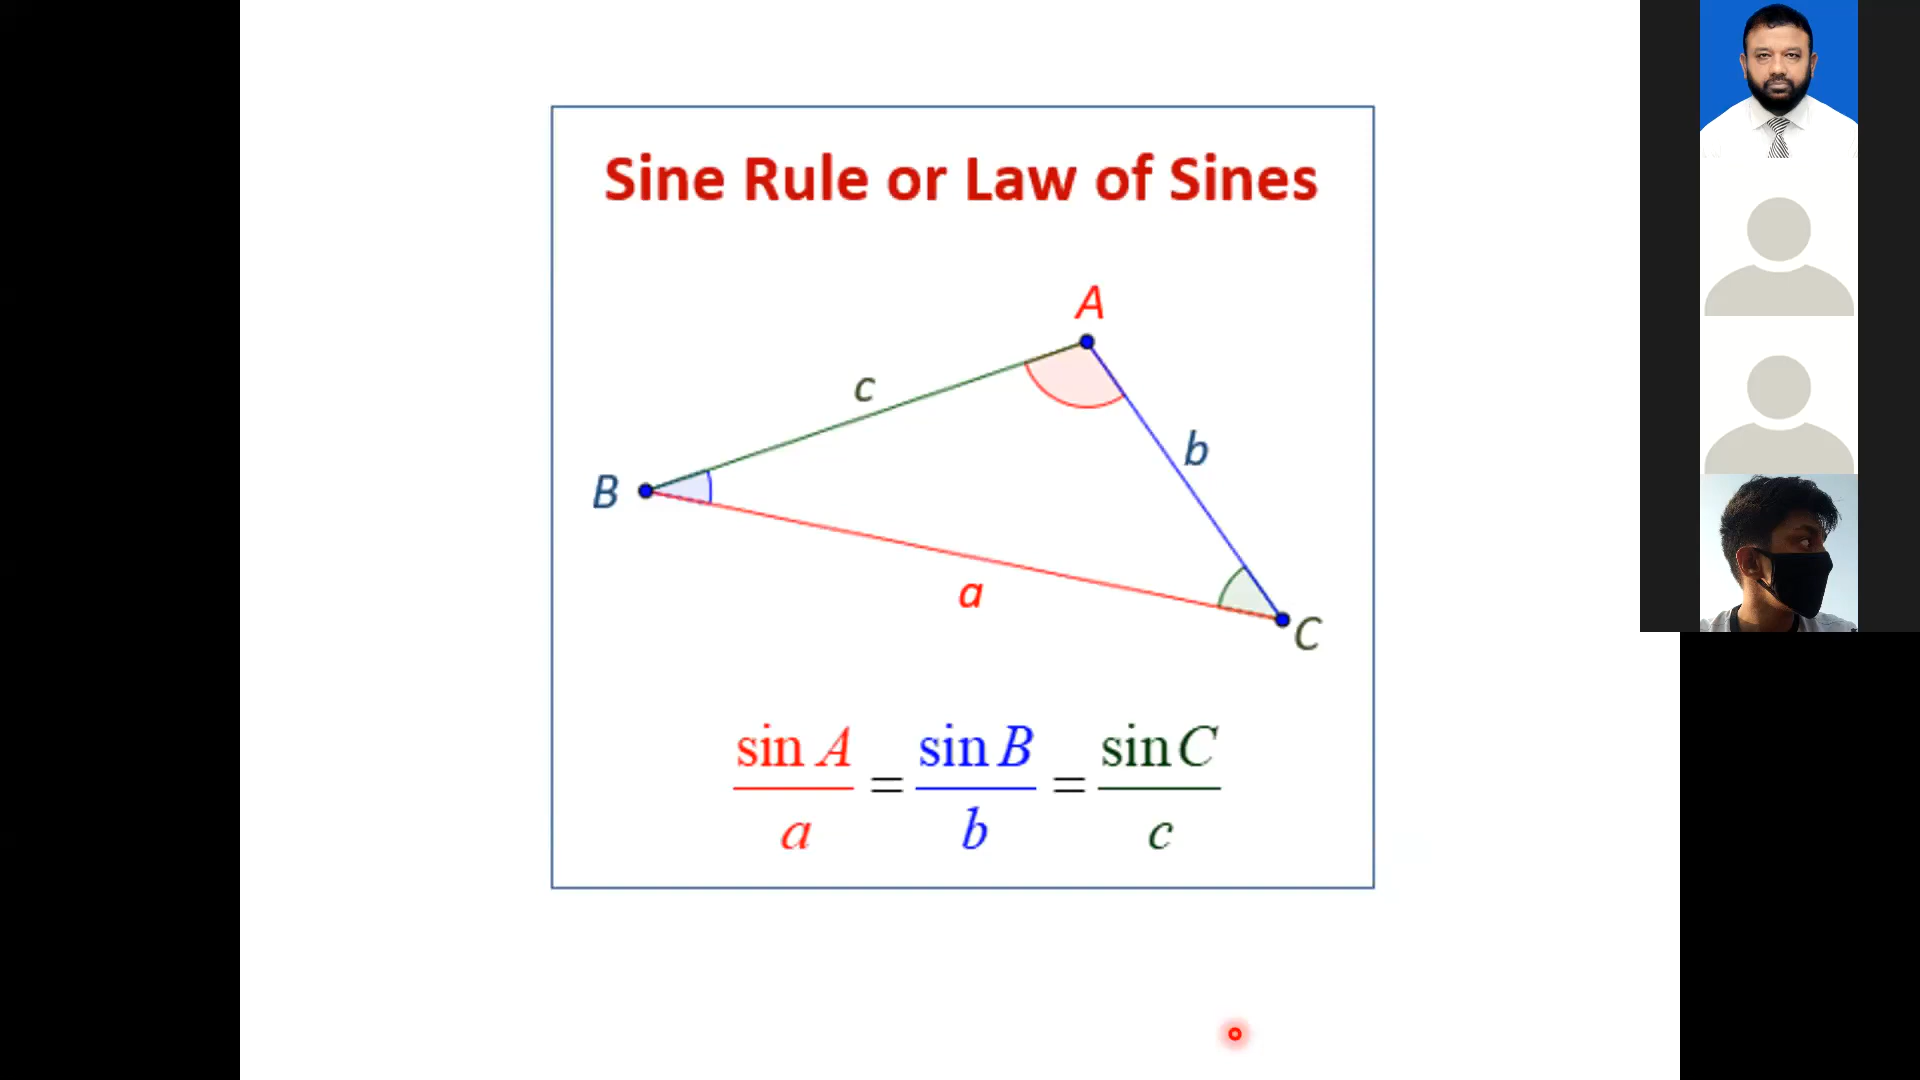 Sine Rule or Law of Sines
A
c
b
B
a
C
sin A / a = sin B / b = sin C / c